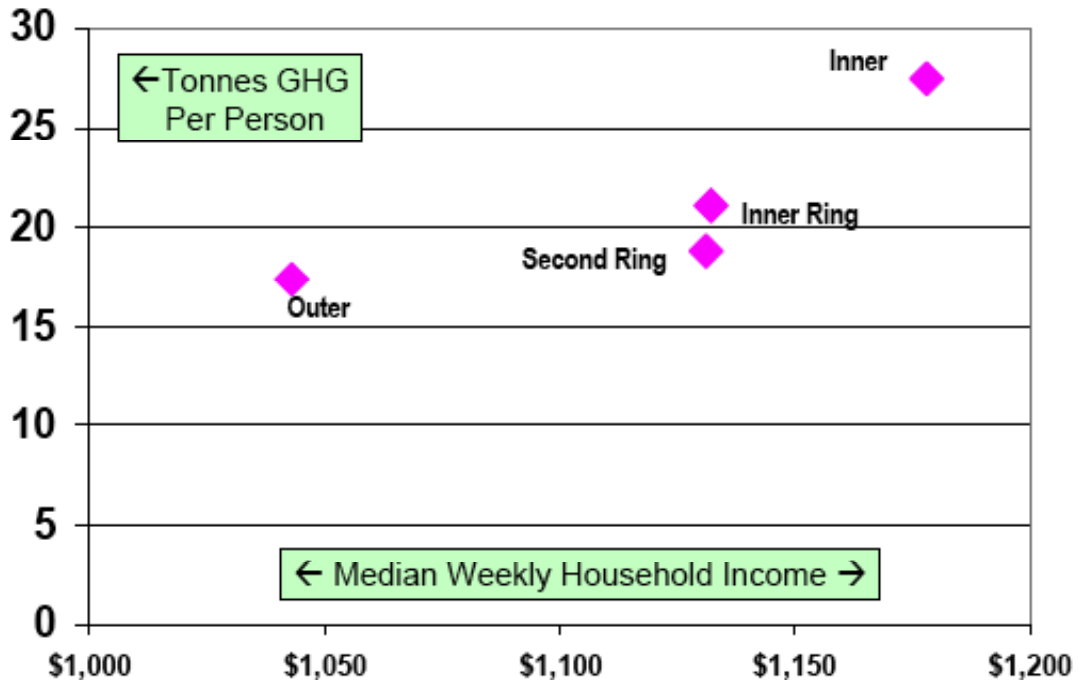 30
←Tonnes GHG
Per Person
Inner
25
20
Inner Ring
Second Ring
Outer
15
10
5
← Median Weekly Household Income →
0
$1,000 $1,050 $1,100 $1,150 $1,200